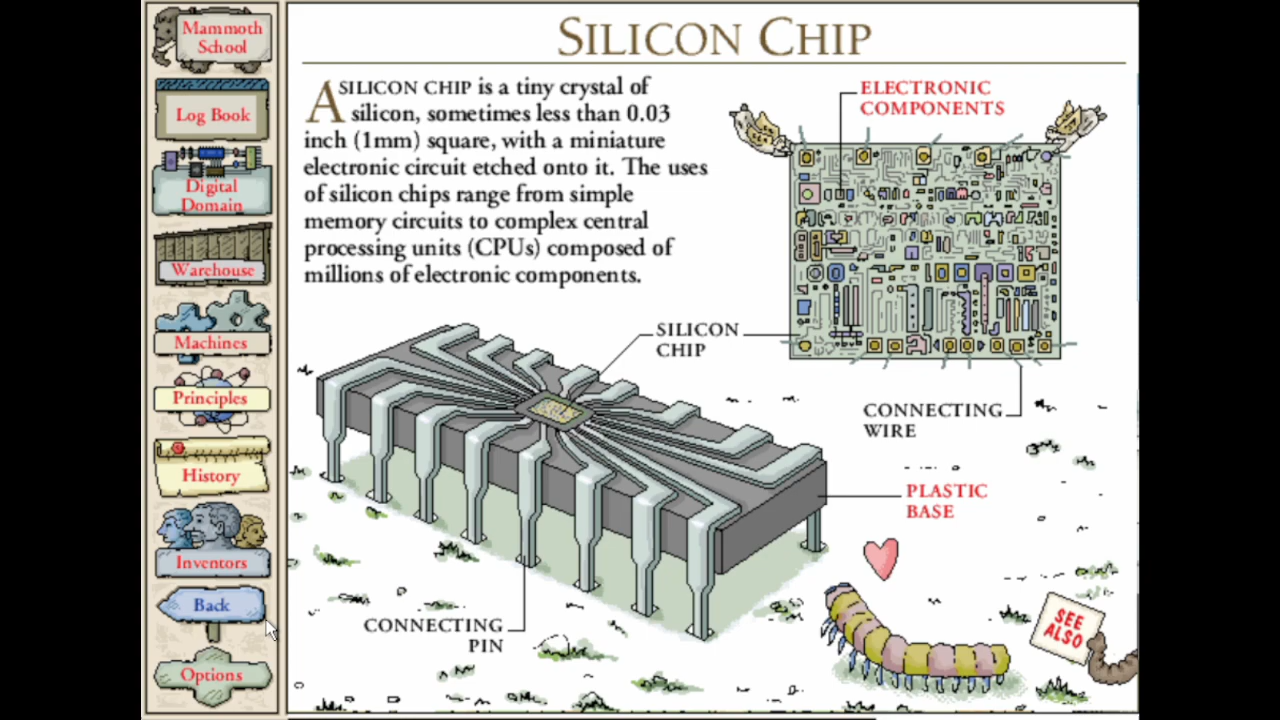 Mammoth
School
Log Book
Digital
Domain
Warehouse
Machines
Principles
History
Inventors
Back
Options
SILICON CHIP
A SILICON CHIP is a tiny crystal of
silicon, sometimes less than 0.03
inch (1mm) square, with a miniature
electronic circuit etched onto it. The uses
of silicon chips range from simple
memory circuits to complex central
processing units (CPUs) composed of
millions of electronic components.
ELECTRONIC
COMPONENTS
SILICON
CHIP
CONNECTING
WIRE
PLASTIC
BASE
CONNECTING
PIN
SEE
ALSO